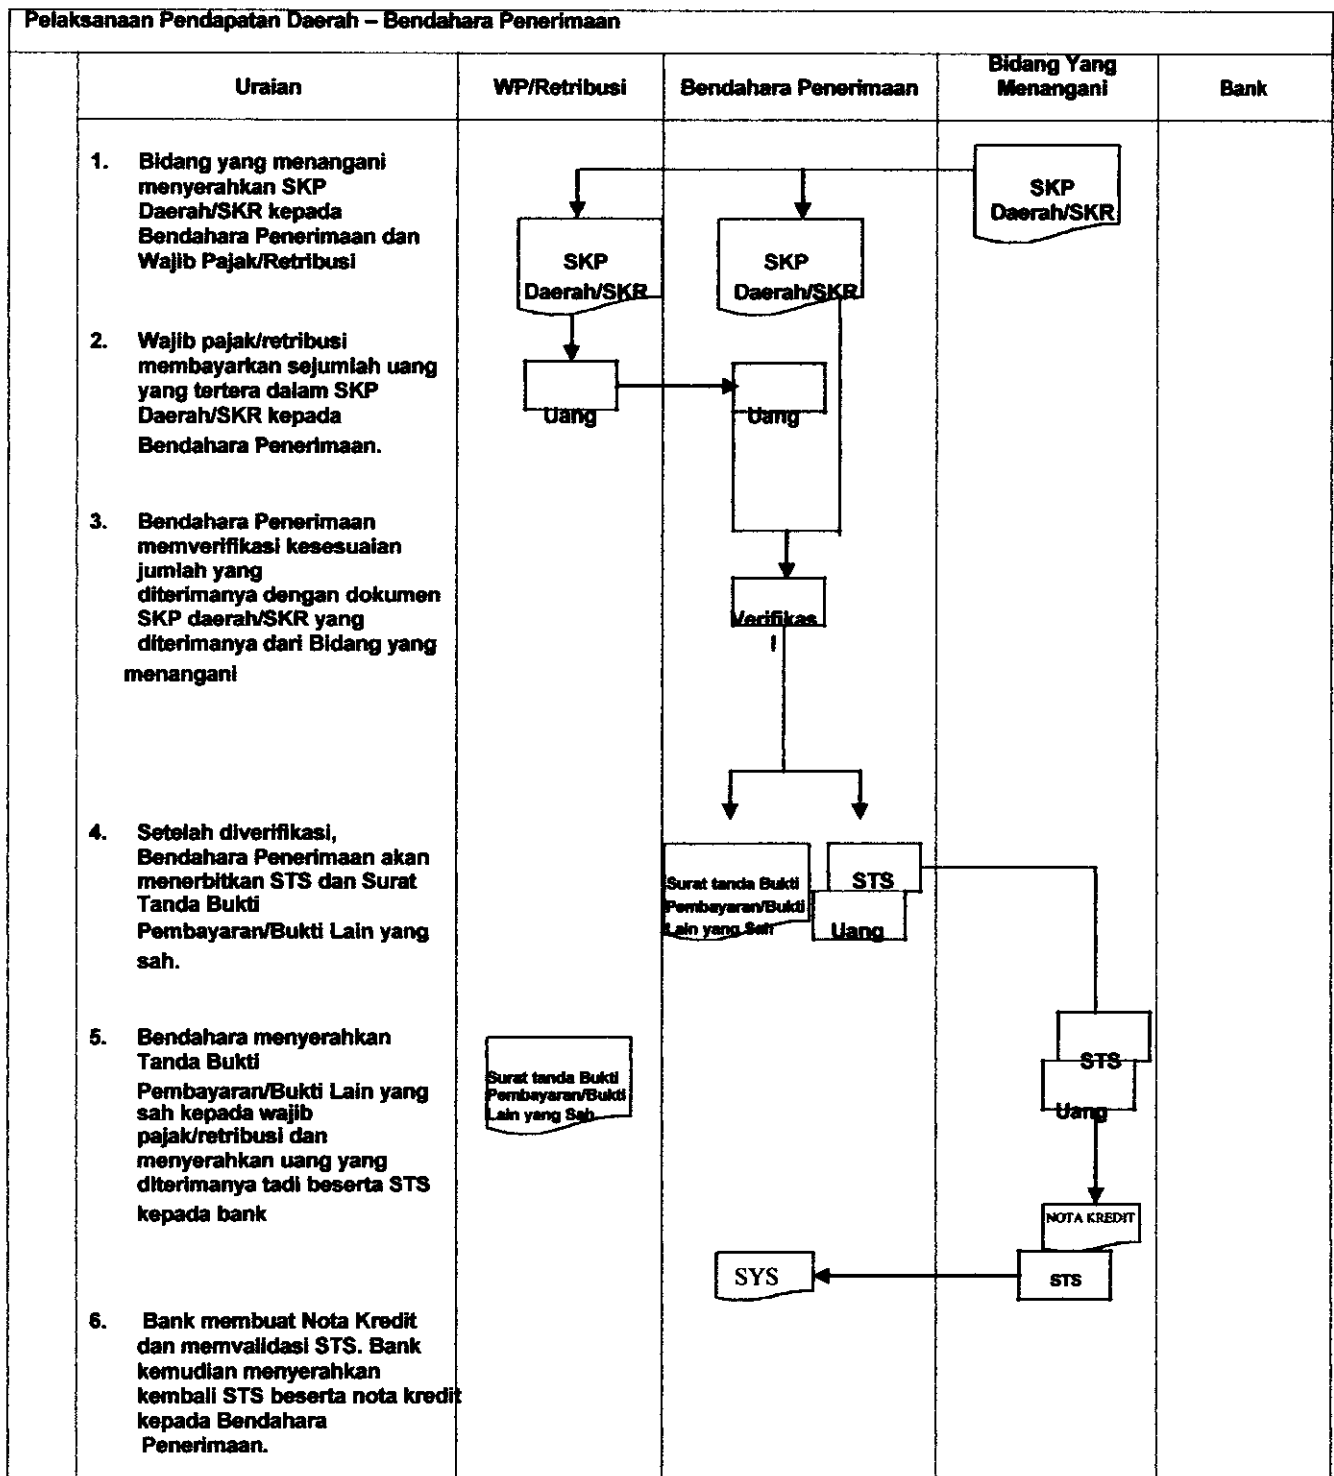 Pelaksanaan Pendapatan Daerah – Bendahara Penerimaan
Uraian
WP/Retribusi
Bendahara Penerimaan
Bidang Yang
Menangani
Bank
1. Bidang yang menangani
menyerahkan SKP
Daerah/SKR kepada
Bendahara Penerimaan dan
Wajib Pajak/Retribusi
SKP
Daerah/SKR
SKP
Daerah/SKR
SKP
Daerah/SKR
2. Wajib pajak/retribusi
membayarkan sejumlah uang
yang tertera dalam SKP
Daerah/SKR kepada
Bendahara Penerimaan.
Uang
Uang
3. Bendahara Penerimaan
memverifikasi kesesuaian
jumlah yang
diterimanya dengan dokumen
SKP daerah/SKR yang
diterimanya dari Bidang yang
menangani
Verifikas
i
4. Setelah diverifikasi,
Bendahara Penerimaan akan
menerbitkan STS dan Surat
Tanda Bukti
Pembayaran/Bukti Lain yang
sah.
Surat tanda Bukti
Pembayaran/Bukti
Lain yang Sah
STS
Uang
5. Bendahara menyerahkan
Tanda Bukti
Pembayaran/Bukti Lain yang
sah kepada wajib
pajak/retribusi dan
menyerahkan uang yang
diterimanya tadi beserta STS
kepada bank
Surat tanda Bukti
Pembayaran/Bukti
Lain yang Sah
STS
Uang
NOTA KREDIT
STS
SYS
6. Bank membuat Nota Kredit
dan memvalidasi STS. Bank
kemudian menyerahkan
kembali STS beserta nota kredit
kepada Bendahara
Penerimaan.